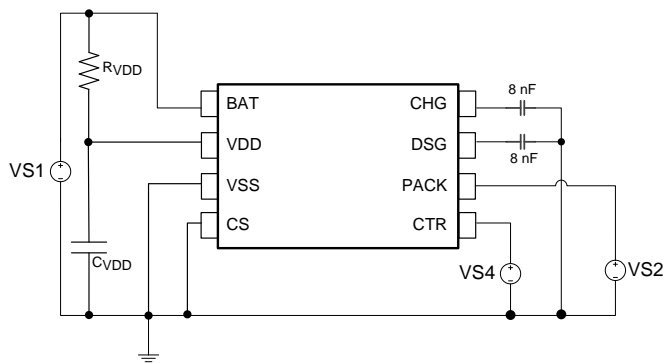 RVDD
BAT
CHG
8 nF
VDD
DSG
8 nF
VS1
VSS
PACK
CS
CTR
CVDD
VS4
VS2